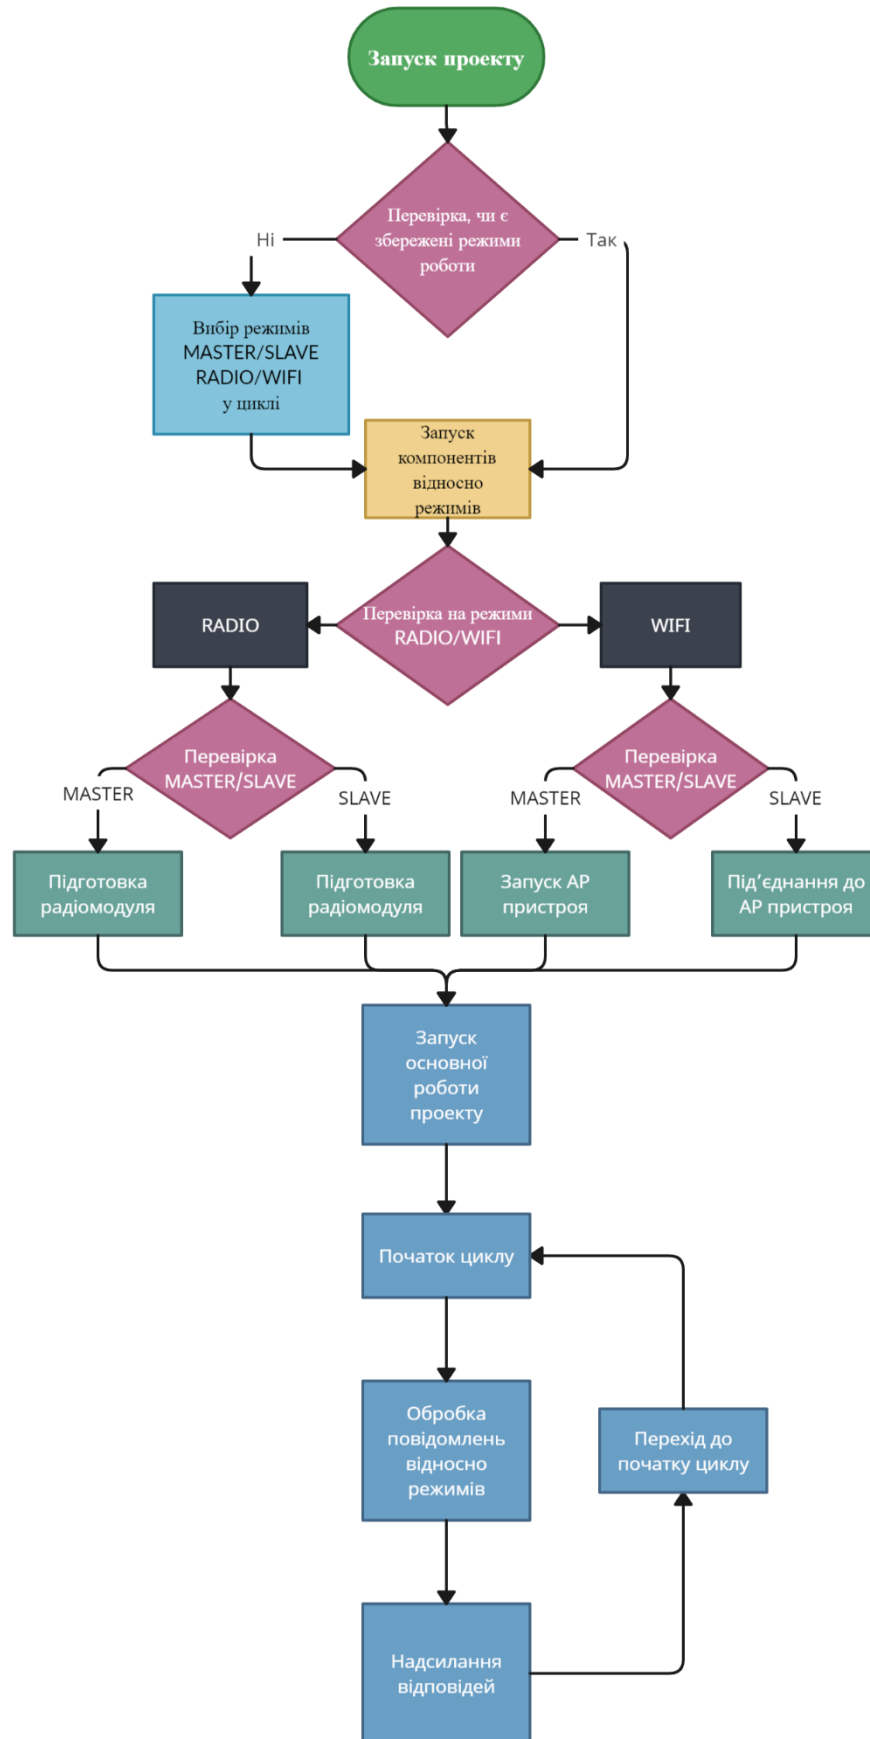 Запуск проекту
Перевірка, чи є
збережені режими
роботи
Ні
Так
Вибір режимів
MASTER/SLAVE
RADIO/WIFI
у циклі
Запуск
компонентів
відносно
режимів
RADIO
Перевірка на режими
RADIO/WIFI
WIFI
Перевірка
MASTER/SLAVE
Перевірка
MASTER/SLAVE
MASTER
SLAVE
MASTER
SLAVE
Підготовка
радіомодуля
Підготовка
радіомодуля
Запуск AP
пристроя
Під’єднання до
AP пристроя
Запуск
основної
роботи
проекту
Початок циклу
Обробка
повідомлень
відносно
режимів
Перехід до
початку циклу
Надсилання
відповідей